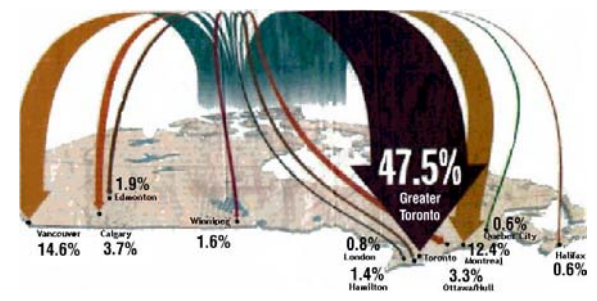 47.5%
Greater
Toronto
1.9%
Edmonton
Vancouver
14.6%
Calgary
3.7%
Winnipeg
1.6%
0.8%
London
1.4%
Hamilton
Toronto
0.6%
Quebec City
12.4%
Montreal
3.3%
Ottawa/Hull
Halifax
0.6%